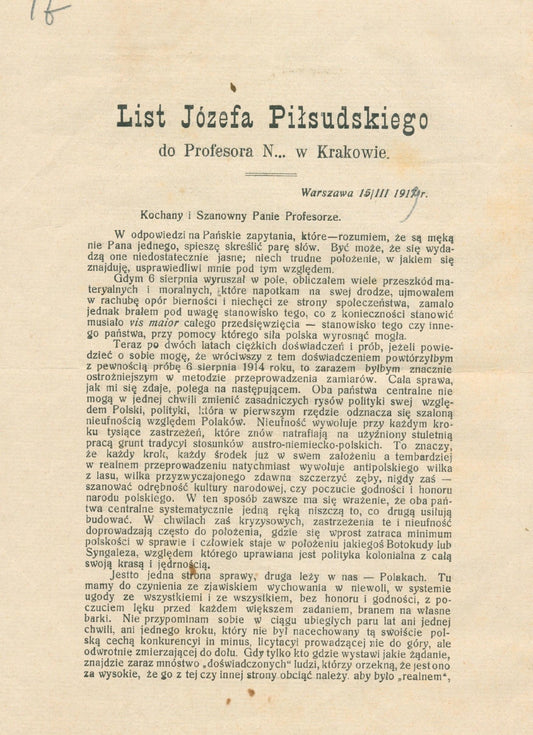 List Józefa Piłsudskiego
do Profesora N... w Krakowie.
Warszawa 15/III 1917 r.
Kochany i Szanowny Panie Profesorze.
W odpowiedzi na Pańskie zapytania, które—rozumiem, że są męką
nie Pana jednego, spieszę skreślić parę słów. Być może, że się wyda-
dzą one niedostatecznie jasne; niech trudne położenie, w jakiem się
znajduję, usprawiedliwi mnie pod tym względem.
Gdym 6 sierpnia wyruszał w pole, obliczałem wiele przeszkód ma-
teryalnych i moralnych, które napotkam na swej drodze, ujmowałem
w rachubę opór bierności i niechęci ze strony społeczeństwa, zamało
jednak brałem pod uwagę stanowisko tego, co z konieczności stanowić
musiało vis maior całego przedsięwzięcia — stanowisko tego czy inne-
go państwa, przy pomocy którego siła polska wyrosnąć mogła.
Teraz po dwóch latach ciężkich doświadczeń i prób, jeżeli powie-
dzieć o sobie mogę, że wróciwszy z tem doświadczeniem powtórzyłbym
z pewnością próbę 6 sierpnia 1914 roku, to zarazem byłbym znacznie
ostrożniejszym w metodzie przeprowadzenia zamiarów. Cała sprawa,
jak mi się zdaje, polega na następującem. Oba państwa centralne nie
mogą w jednej chwili zmienić zasadniczych rysów polityki swej wzglę-
dem Polski, polityki, która w pierwszym rzędzie odznacza się szaloną
nieufnością względem Polaków. Nieufność wywołuje przy każdym kro-
ku tysiące zastrzeżeń, które znów natrafiają na użyźniony stuletnią
pracą grunt tradycyi stosunków austro-niemiecko-polskich. To znaczy,
że każdy krok, każdy środek już w swem założeniu a tembardziej
w realnem przeprowadzeniu natychmiast wywołuje antipolskiego wilka
z lasu, wilka przyzwyczajonego zdawna szczerzyć zęby, nigdy zaś —
szanować odrębność kultury narodowej, czy poczucie godności i honoru
narodu polskiego. W ten sposób zawsze ma się wrażenie, że oba pań-
twa centralne systematycznie jedną ręką niszczą to, co drugą usiłują
budować. W chwilach zaś kryzysowych, zastrzeżenia te i nieufność
doprowadzają często do położenia, gdzie się wprost zatraca minimum
polskości w sprawie i człowiek staje w położeniu jakiegoś Botokudy lub
Syngaleza, względem którego uprawiana jest polityka kolonialna z całą
swoją krasą i jędrnością.
Jestto jedna strona sprawy, druga leży w nas — Polakach. Tu
mamy do czynienia ze zjawiskiem wychowania w niewoli, w systemie
ugody ze wszystkiemi i ze wszystkiem, bez honoru i godności, z po-
czuciem lęku przed każdem większem zadaniem, branem na własne
barki. Nie przypominam sobie w ciągu ubiegłych paru lat ani jednej
chwili, ani jednego kroku, który nie był nacechowany tą swoiście pol-
ską cechą konkurencyi in minus, licytacyi prowadzącej nie do góry, ale
odwrotnie zmierzającej do dołu. Gdy tylko kto gdzie wystawi jakie żądanie,
znajdzie zaraz mnóstwo „doświadczonych“ ludzi, którzy orzekną, że jest ono
za wysokie, że go z tej czy innej strony obciąć należy. aby było „realnem“,